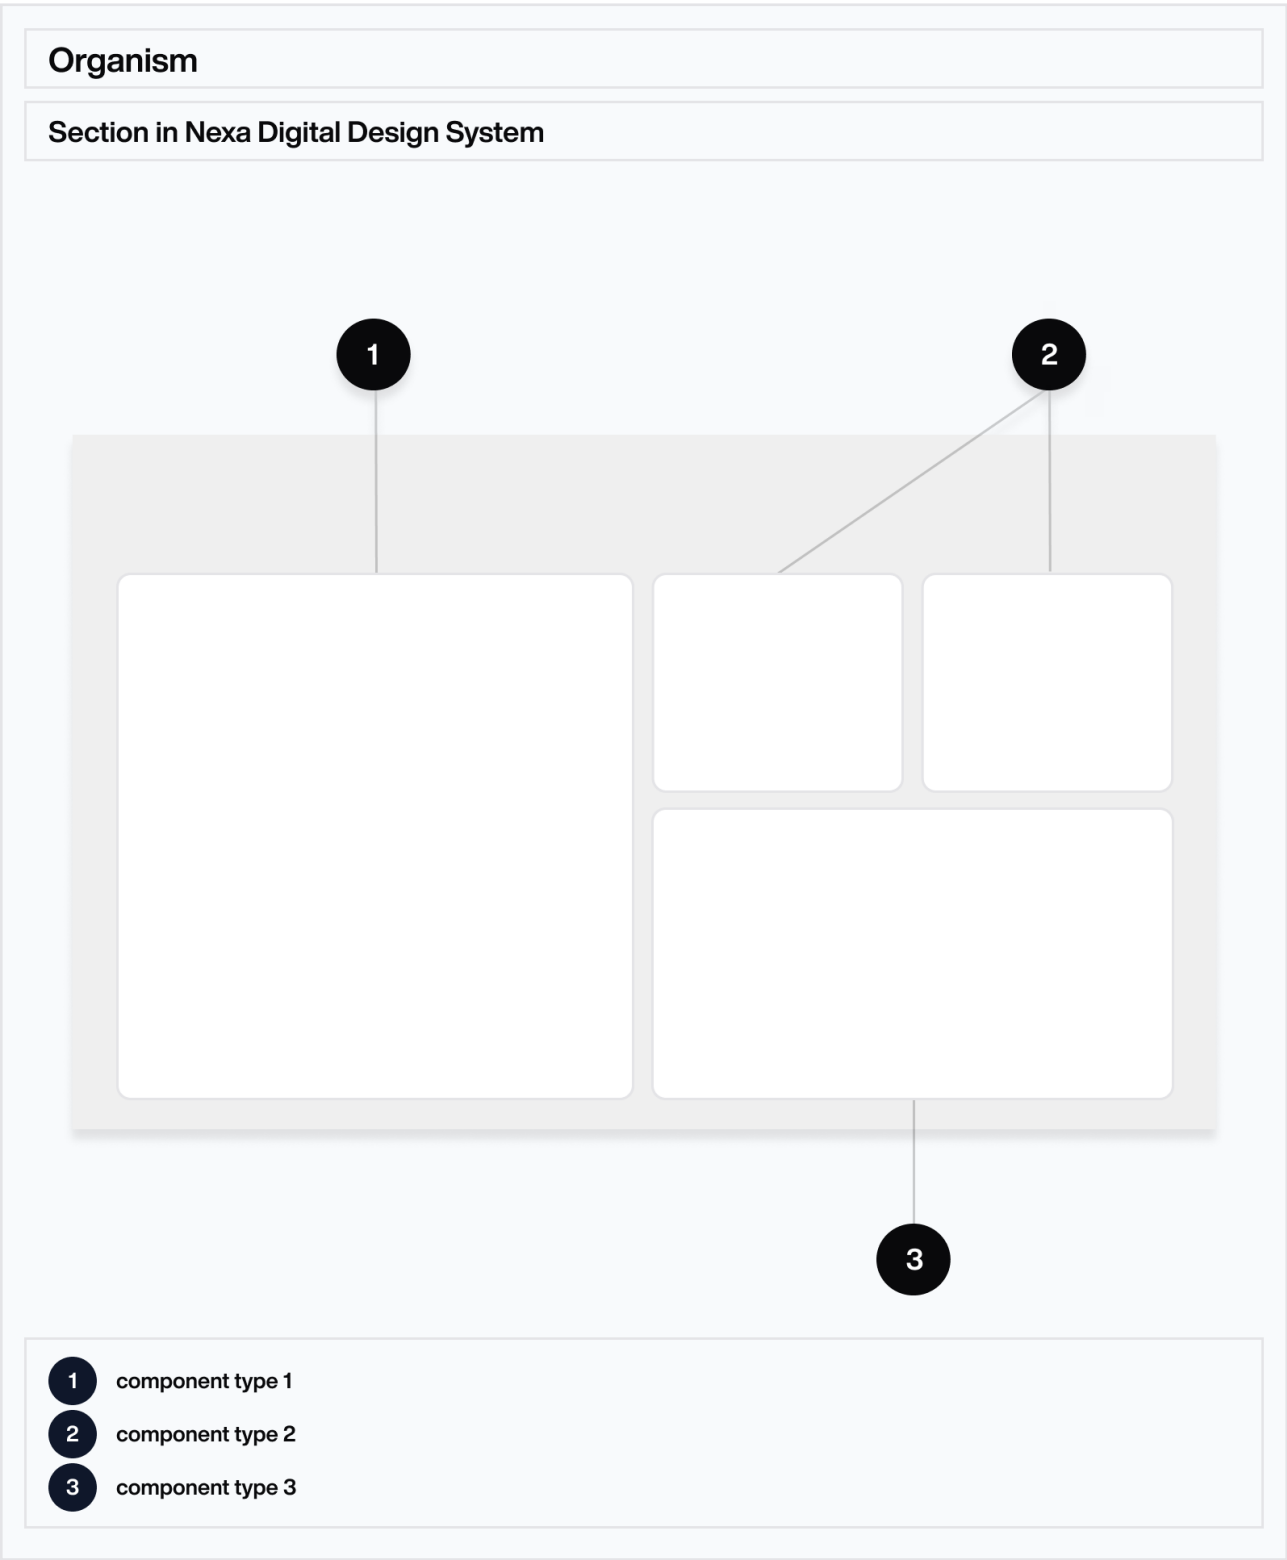 Organism
Section in Nexa Digital Design System
1
2
3
1 component type 1
2 component type 2
3 component type 3